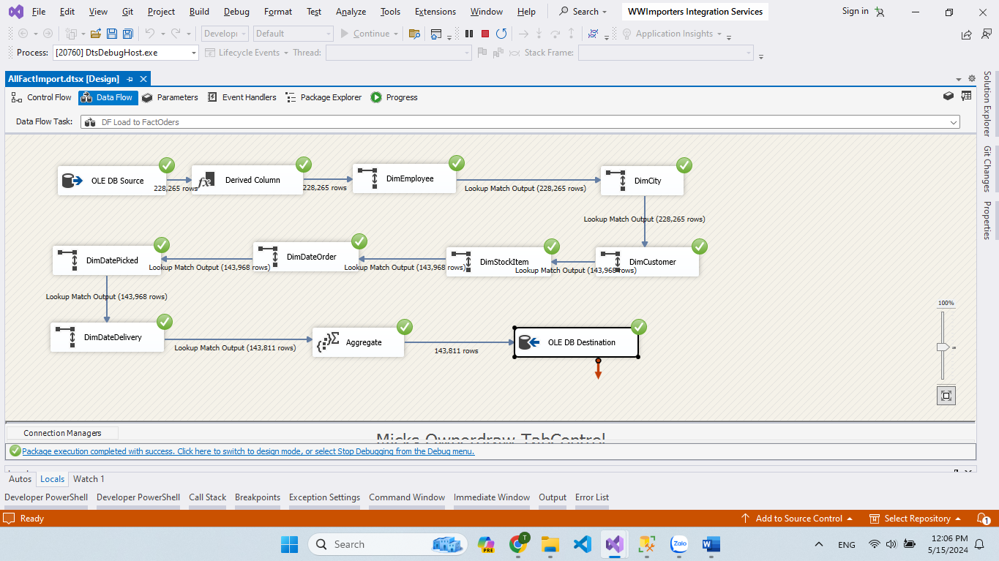 File Edit View Git Project Build Debug Format Test Analyze Tools Extensions Window Help Search WWImporters Integration Services Sign in
Develop Default Continue Application Insights
Process: [20760] DtsDebugHost.exe Lifecycle Events Thread: Stack Frame:
AllFactImport.dtsx [Design]
Control Flow Data Flow Parameters Event Handlers Package Explorer Progress
Data Flow Task: DF Load to FactOders
OLE DB Source Derived Column DimEmployee DimCity
228,265 rows 228,265 rows Lookup Match Output (228,265 rows)
Lookup Match Output (228,265 rows)
DimDatePicked DimDateOrder DimStockItem DimCustomer
Lookup Match Output (143,968 rows) Lookup Match Output (143,968 rows) Lookup Match Output (143,968 rows)
Lookup Match Output (143,968 rows)
100%
DimDateDelivery Aggregate OLE DB Destination
Lookup Match Output (143,811 rows) 143,811 rows
Connection Managers
Micks Ownerdraw TabControl
Package execution completed with success. Click here to switch to design mode, or select Stop Debugging from the Debug menu.
Autos Locals Watch 1
Developer PowerShell Developer PowerShell Call Stack Breakpoints Exception Settings Command Window Immediate Window Output Error List
Ready Add to Source Control Select Repository 1
Search PRE T Zalo ENG 12:06 PM
5/15/2024
Solution Explorer
Git Changes
Properties